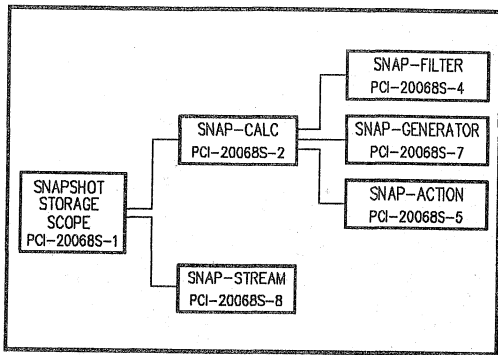 SNAP-FILTER
PCI-20068S-4
SNAP-CALC
PCI-20068S-2
SNAP-GENERATOR
PCI-20068S-7
SNAP-ACTION
PCI-20068S-5
SNAPSHOT
STORAGE
SCOPE
PCI-20068S-1
SNAP-STREAM
PCI-20068S-8